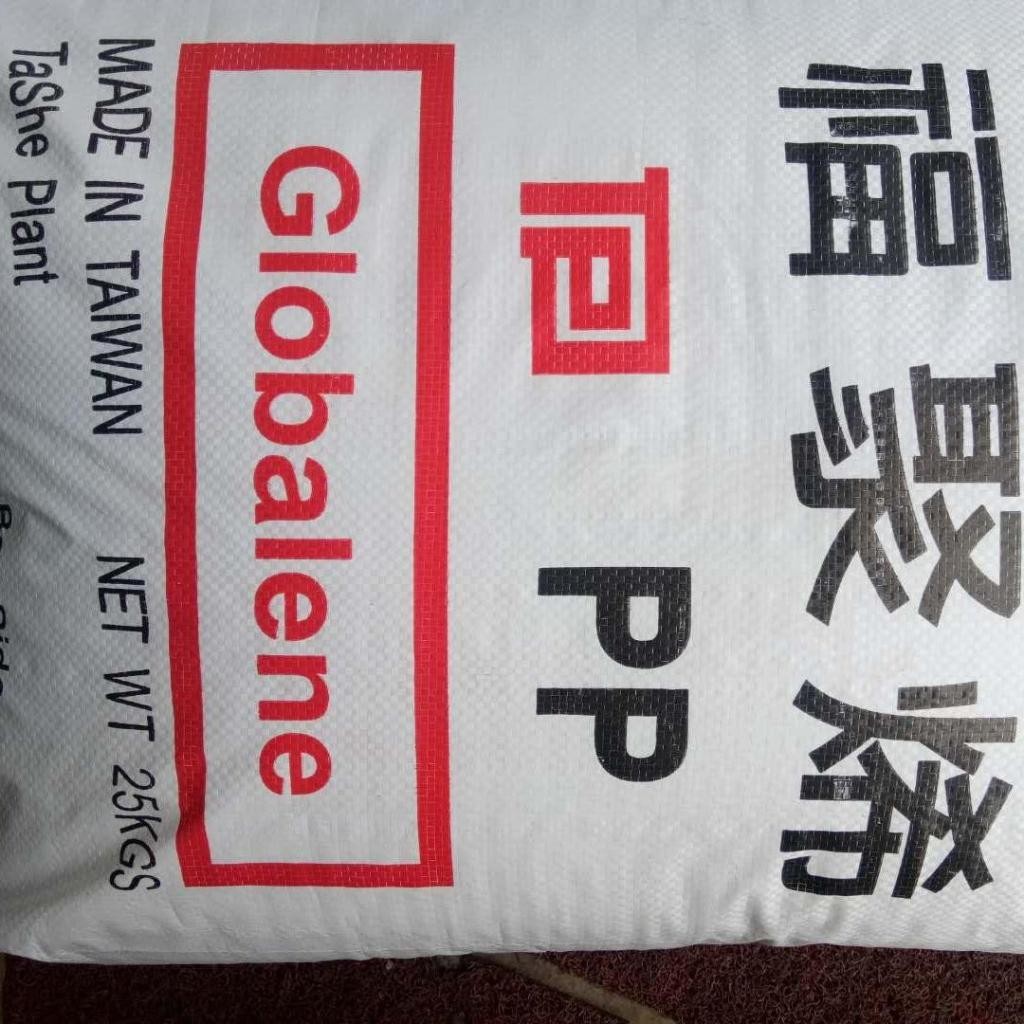 福聚烯
PP
Globalene
MADE IN TAIWAN NET WT 25KGS
TaShe Plant